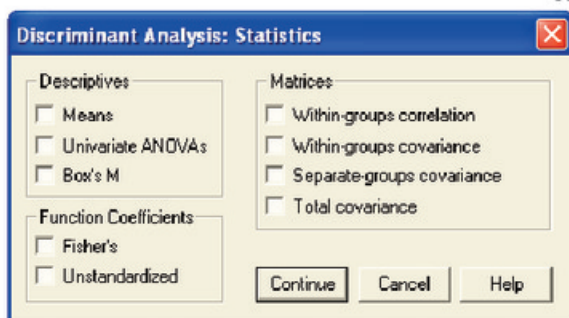 Discriminant Analysis: Statistics
Descriptives
Means
Univariate ANOVAs
Box's M
Function Coefficients
Fisher's
Unstandardized
Matrices
Within-groups correlation
Within-groups covariance
Separate-groups covariance
Total covariance
Continue
Cancel
Help